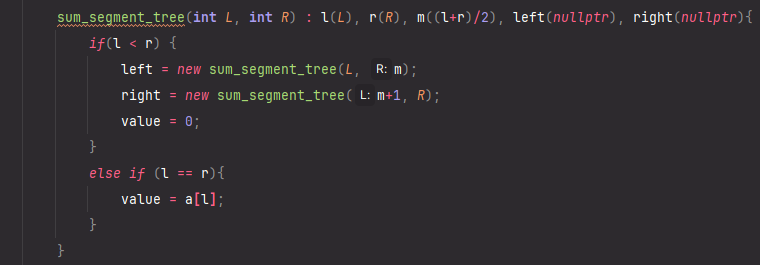 sum_segment_tree(int L, int R) : l(L), r(R), m((l+r)/2), left(nullptr), right(nullptr){
if(l < r) {
left = new sum_segment_tree(L, R: m);
right = new sum_segment_tree( L: m+1, R);
value = 0;
}
else if (l == r){
value = a[l];
}
}